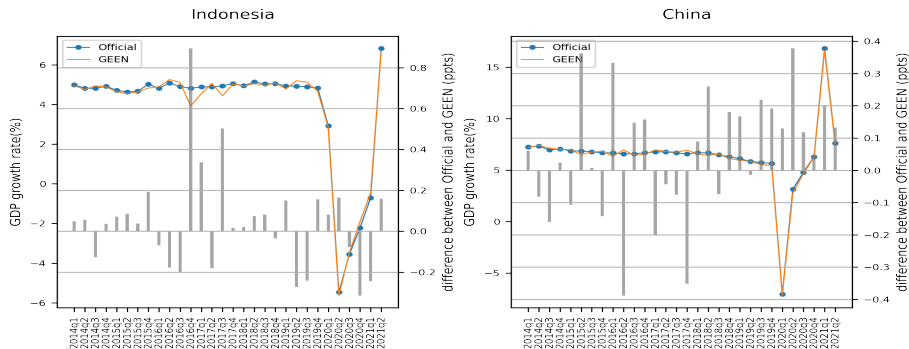 Indonesia
Official
GEEN
GDP growth rate(%)
6
4
2
0
−2
−4
−6
0.8
0.6
0.4
0.2
0.0
−0.2
difference between Official and GEEN (ppts)
2014q1
2014q2
2014q3
2014q4
2015q1
2015q2
2015q3
2015q4
2016q1
2016q2
2016q3
2016q4
2017q1
2017q2
2017q3
2017q4
2018q1
2018q2
2018q3
2018q4
2019q1
2019q2
2019q3
2019q4
2020q1
2020q2
2020q3
2020q4
2021q1
2021q2
China
Official
GEEN
GDP growth rate(%)
15
10
5
0
−5
0.4
0.3
0.2
0.1
0.0
−0.1
−0.2
−0.3
−0.4
difference between Official and GEEN (ppts)
2014q1
2014q2
2014q3
2014q4
2015q1
2015q2
2015q3
2015q4
2016q1
2016q2
2016q3
2016q4
2017q1
2017q2
2017q3
2017q4
2018q1
2018q2
2018q3
2018q4
2019q1
2019q2
2019q3
2019q4
2020q1
2020q2
2020q3
2020q4
2021q1
2021q2